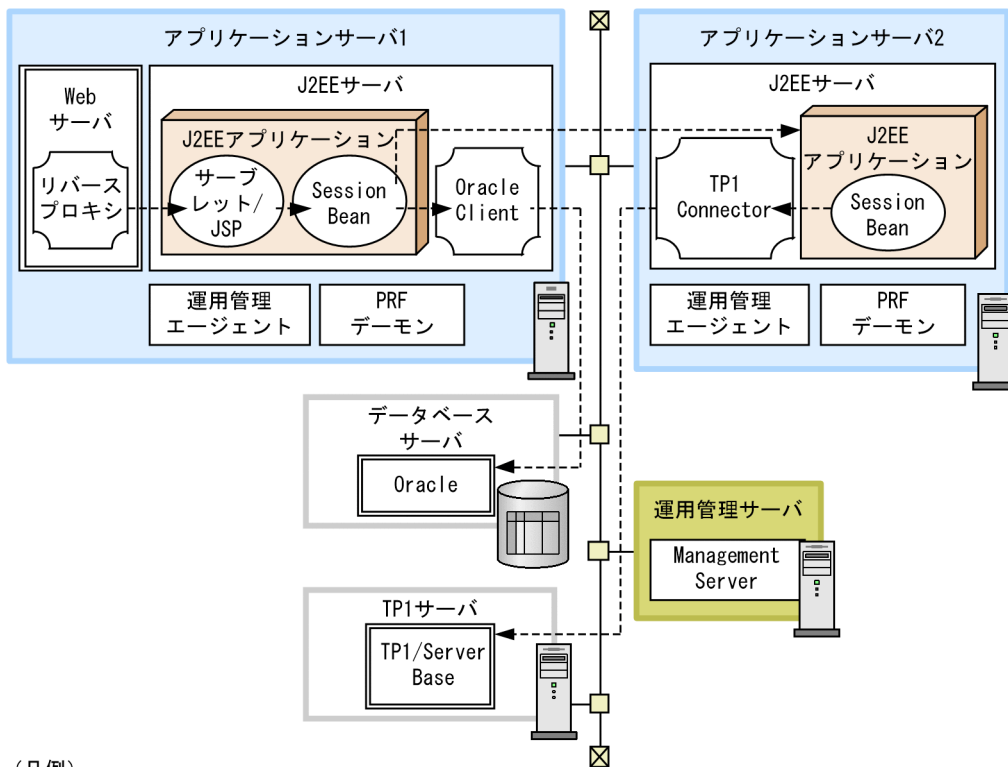 アプリケーションサーバ1
Web
サーバ
リバース
プロキシ
J2EEサーバ
J2EEアプリケーション
サーブ
レット/
JSP
Session
Bean
Oracle
Client
運用管理
エージェント
PRF
デーモン
アプリケーションサーバ2
J2EEサーバ
TP1
Connector
J2EE
アプリケーション
Session
Bean
運用管理
エージェント
PRF
デーモン
データベース
サーバ
Oracle
運用管理サーバ
Management
Server
TP1サーバ
TP1/Server
Base